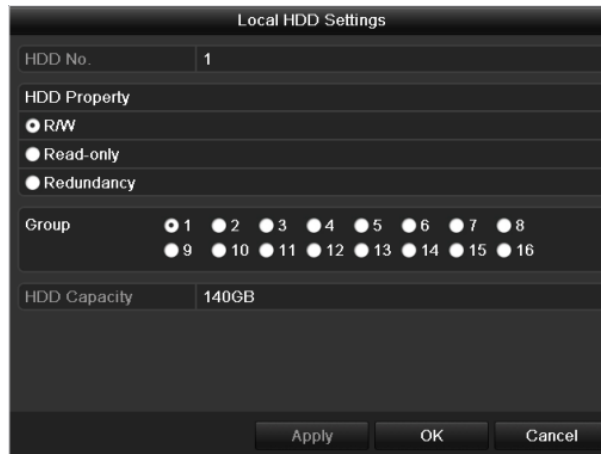 Local HDD Settings
HDD No. 1
HDD Property
R/W
Read-only
Redundancy
Group 1 2 3 4 5 6 7 8
9 10 11 12 13 14 15 16
HDD Capacity 140GB
Apply OK Cancel